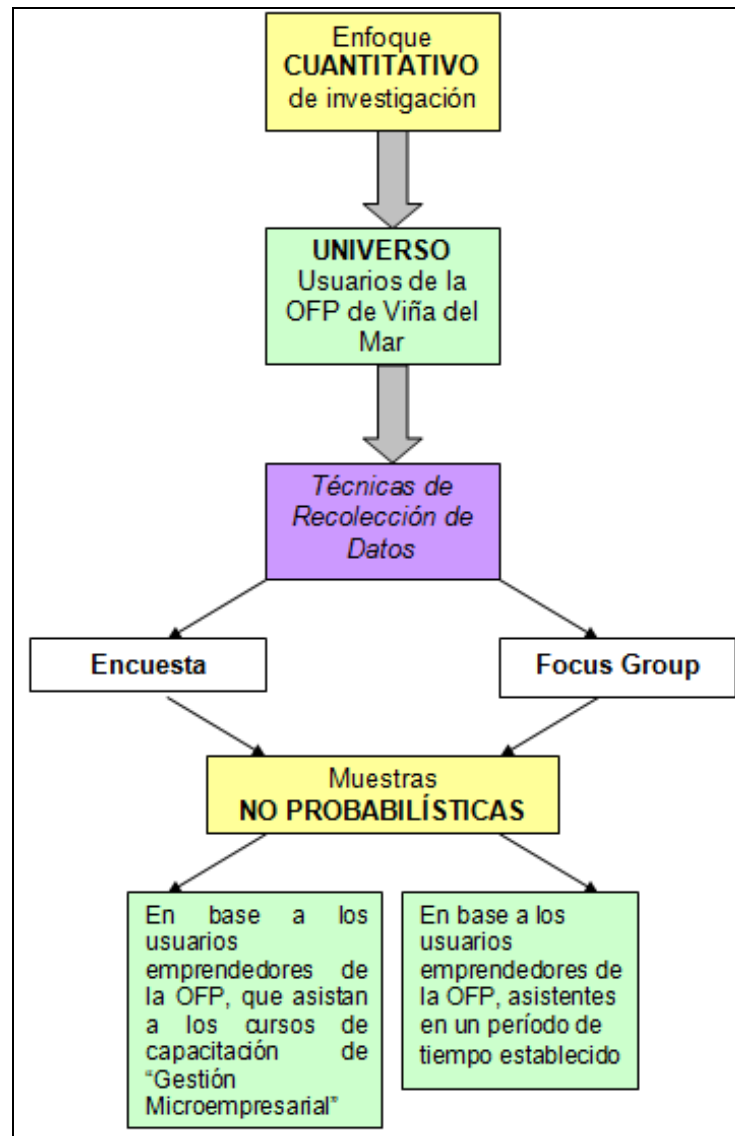 Enfoque
CUANTITATIVO
de investigación
UNIVERSO
Usuarios de la
OFP de Viña del
Mar
Técnicas de
Recolección de
Datos
Encuesta
Focus Group
Muestras
NO PROBABILÍSTICAS
En base a los
usuarios
emprendedores de
la OFP, que asistan
a los cursos de
capacitación de
“Gestión
Microempresarial”
En base a los
usuarios
emprendedores de
la OFP, asistentes
en un período de
tiempo establecido